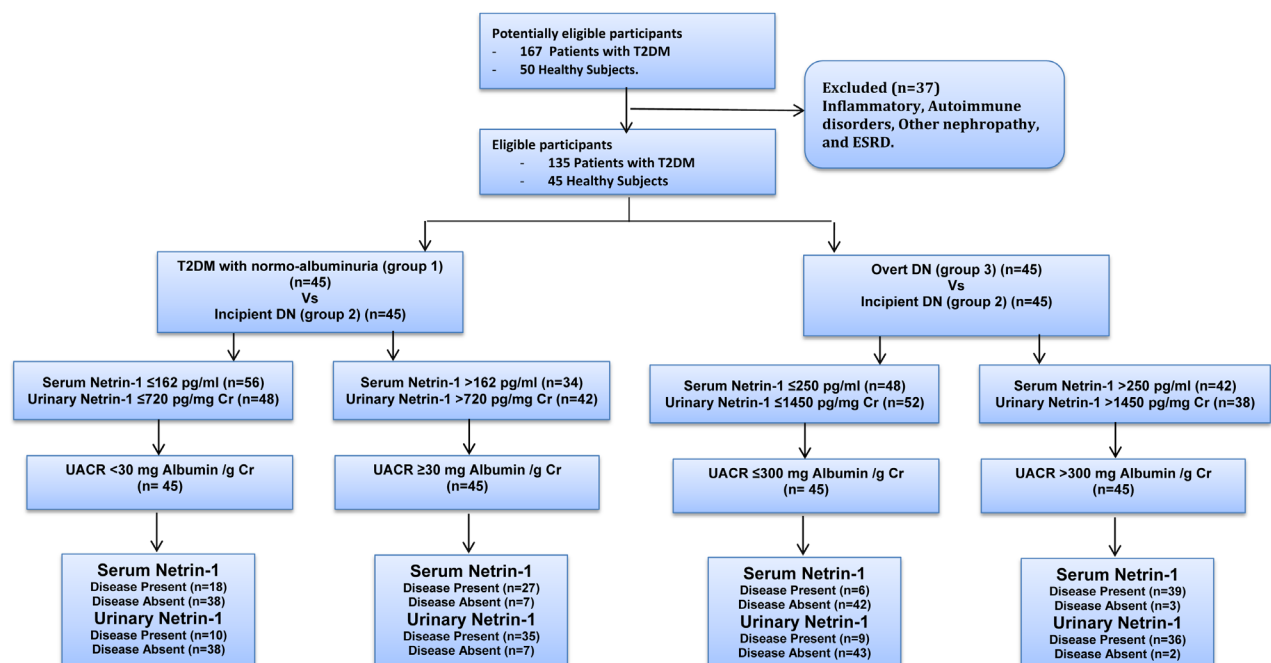 Potentially eligible participants
- 167 Patients with T2DM
- 50 Healthy Subjects.
Excluded (n=37)
Inflammatory, Autoimmune
disorders, Other nephropathy,
and ESRD.
Eligible participants
- 135 Patients with T2DM
- 45 Healthy Subjects
T2DM with normo-albuminuria (group 1)
(n=45)
Vs
Incipient DN (group 2) (n=45)
Overt DN (group 3) (n=45)
Vs
Incipient DN (group 2) (n=45)
Serum Netrin-1 ≤162 pg/ml (n=56)
Urinary Netrin-1 ≤720 pg/mg Cr (n=48)
Serum Netrin-1 >162 pg/ml (n=34)
Urinary Netrin-1 >720 pg/mg Cr (n=42)
Serum Netrin-1 ≤250 pg/ml (n=48)
Urinary Netrin-1 ≤1450 pg/mg Cr (n=52)
Serum Netrin-1 >250 pg/ml (n=42)
Urinary Netrin-1 >1450 pg/mg Cr (n=38)
UACR <30 mg Albumin /g Cr
(n= 45)
UACR ≥30 mg Albumin /g Cr
(n=45)
UACR ≤300 mg Albumin /g Cr
(n= 45)
UACR >300 mg Albumin /g Cr
(n=45)
Serum Netrin-1
Disease Present (n=18)
Disease Absent (n=38)
Urinary Netrin-1
Disease Present (n=10)
Disease Absent (n=38)
Serum Netrin-1
Disease Present (n=27)
Disease Absent (n=7)
Urinary Netrin-1
Disease Present (n=35)
Disease Absent (n=7)
Serum Netrin-1
Disease Present (n=6)
Disease Absent (n=42)
Urinary Netrin-1
Disease Present (n=9)
Disease Absent (n=43)
Serum Netrin-1
Disease Present (n=39)
Disease Absent (n=3)
Urinary Netrin-1
Disease Present (n=36)
Disease Absent (n=2)